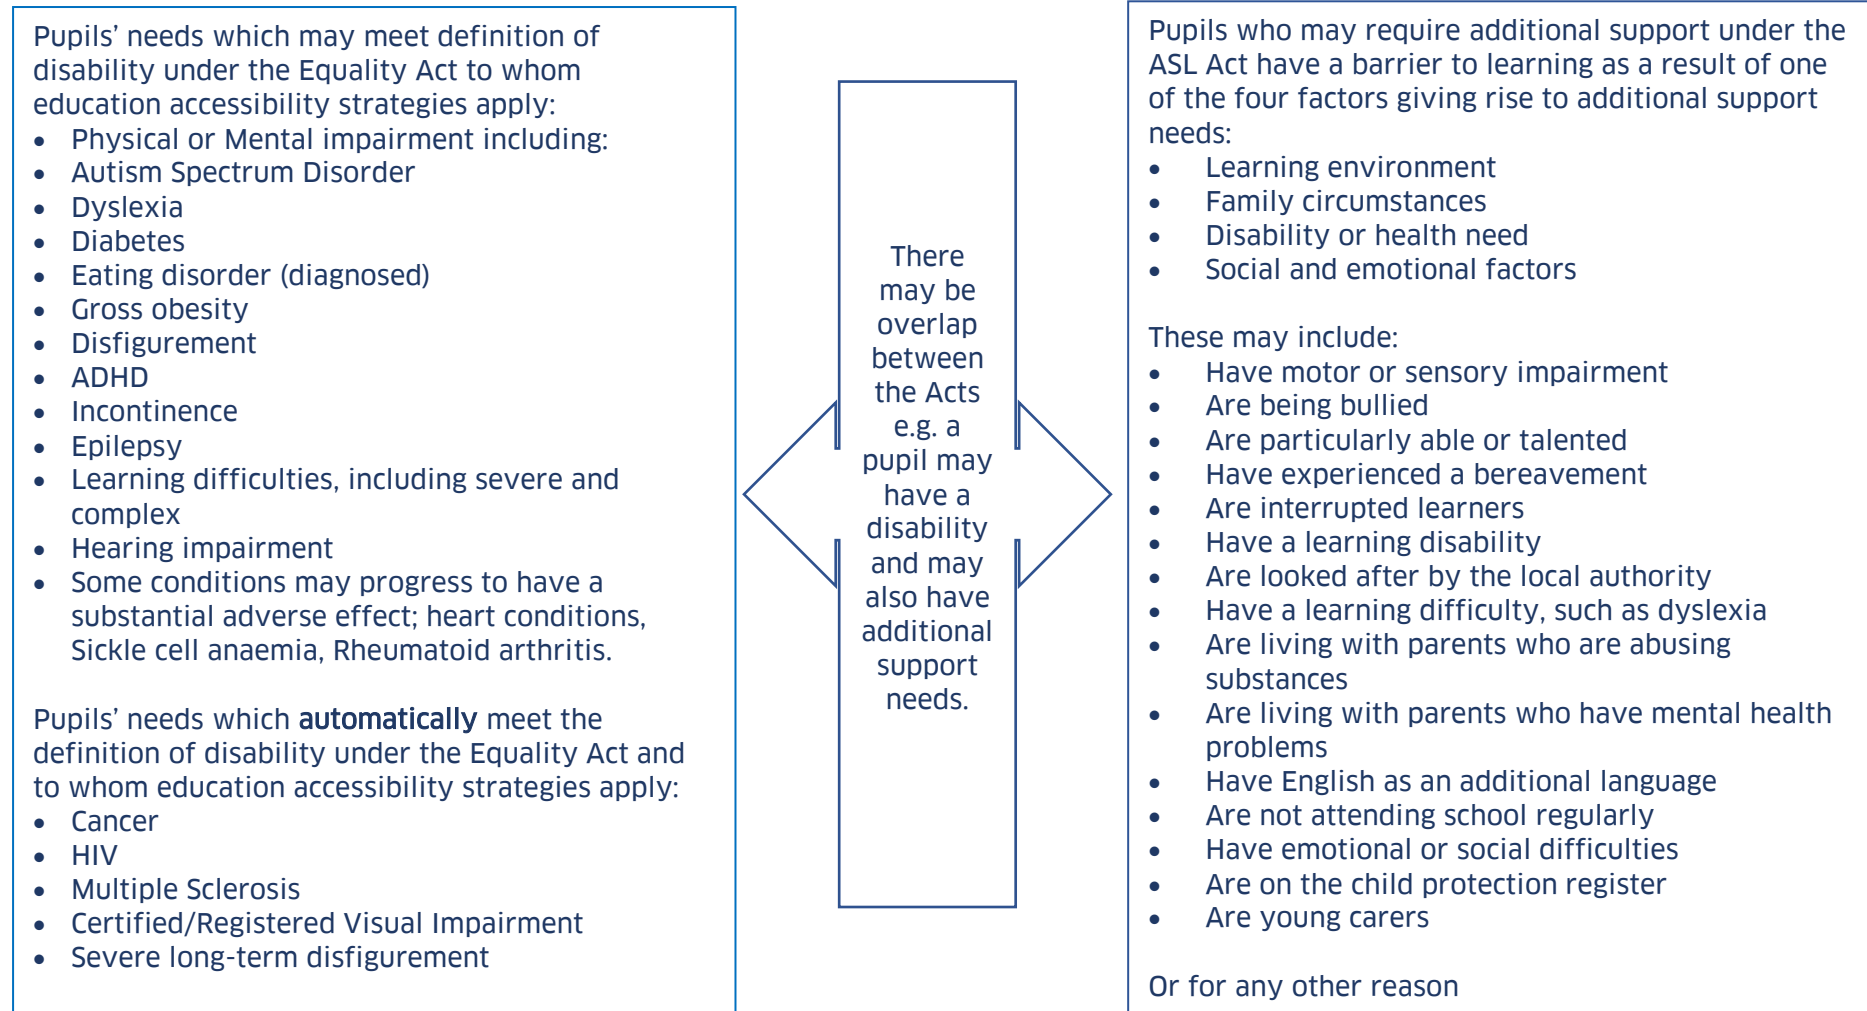 Pupils’ needs which may meet definition of
disability under the Equality Act to whom
education accessibility strategies apply:
• Physical or Mental impairment including:
• Autism Spectrum Disorder
• Dyslexia
• Diabetes
• Eating disorder (diagnosed)
• Gross obesity
• Disfigurement
• ADHD
• Incontinence
• Epilepsy
• Learning difficulties, including severe and
complex
• Hearing impairment
• Some conditions may progress to have a
substantial adverse effect; heart conditions,
Sickle cell anaemia, Rheumatoid arthritis.
Pupils’ needs which automatically meet the
definition of disability under the Equality Act and
to whom education accessibility strategies apply:
• Cancer
• HIV
• Multiple Sclerosis
• Certified/Registered Visual Impairment
• Severe long-term disfigurement
There
may be
overlap
between
the Acts
e.g. a
pupil may
have a
disability
and may
also have
additional
support
needs.
Pupils who may require additional support under the
ASL Act have a barrier to learning as a result of one
of the four factors giving rise to additional support
needs:
• Learning environment
• Family circumstances
• Disability or health need
• Social and emotional factors
These may include:
• Have motor or sensory impairment
• Are being bullied
• Are particularly able or talented
• Have experienced a bereavement
• Are interrupted learners
• Have a learning disability
• Are looked after by the local authority
• Have a learning difficulty, such as dyslexia
• Are living with parents who are abusing
substances
• Are living with parents who have mental health
problems
• Have English as an additional language
• Are not attending school regularly
• Have emotional or social difficulties
• Are on the child protection register
• Are young carers
Or for any other reason